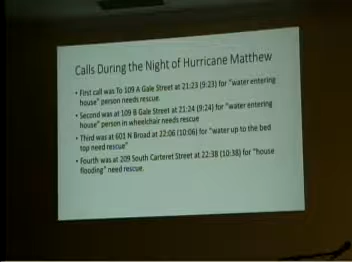 Calls During the Night of Hurricane Matthew
• First call was To 109 A Gale Street at 21:23 (9:23) for "water entering
house" person needs rescue.
• Second was at 109 B Gale Street at 21:24 (9:24) for "water entering
house" person in wheelchair needs rescue
• Third was at 601 N Broad at 22:06 (10:06) for "water up to the bed
top need rescue"
• Fourth was at 209 South Carteret Street at 22:38 (10:38) for "house
flooding" need rescue.